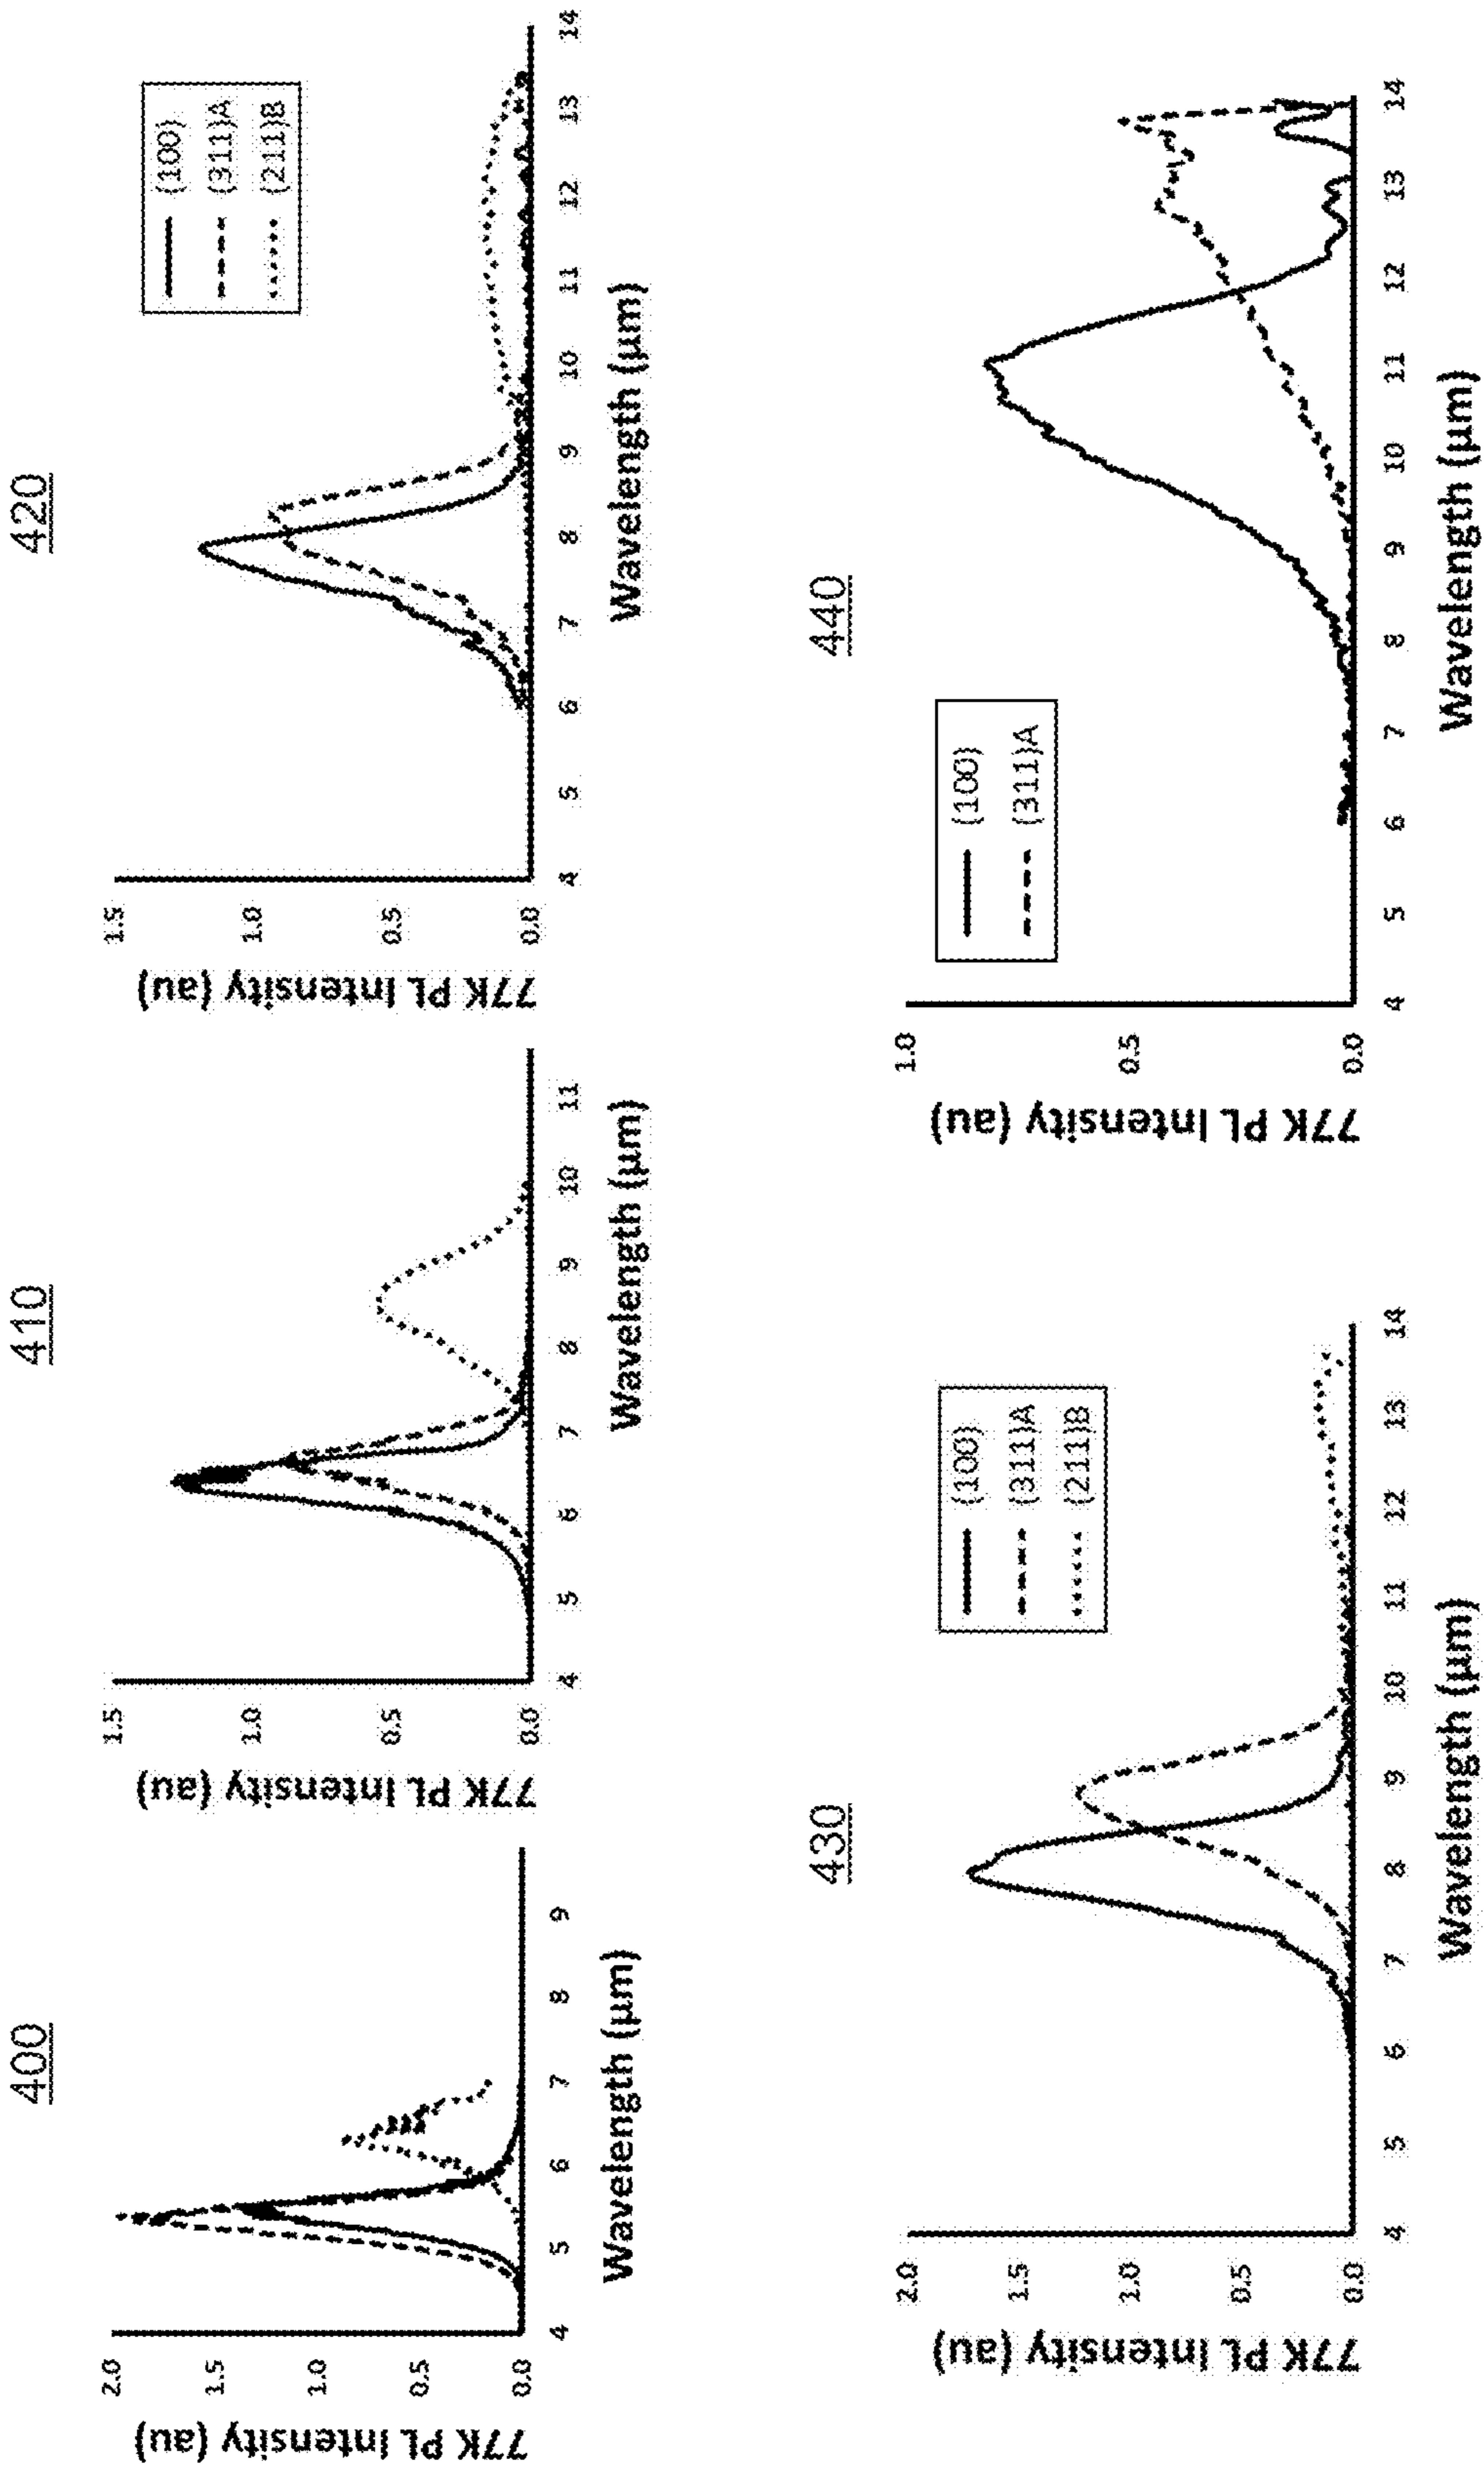 400
77K PL Intensity (au)
2.0
1.5
1.0
0.5
0.0
4 5 6 7 8 9
Wavelength (µm)
410
77K PL Intensity (au)
1.5
1.0
0.5
0.0
4 5 6 7 8 9 10 11
Wavelength (µm)
420
77K PL Intensity (au)
1.5
1.0
0.5
0.0
(100)
(311)A
(211)B
4 5 6 7 8 9 10 11 12 13 14
Wavelength (µm)
430
77K PL Intensity (au)
2.0
1.5
1.0
0.5
0.0
(100)
(311)A
(211)B
4 5 6 7 8 9 10 11 12 13 14
Wavelength (µm)
440
77K PL Intensity (au)
1.0
0.5
0.0
(100)
(311)A
4 5 6 7 8 9 10 11 12 13 14
Wavelength (µm)